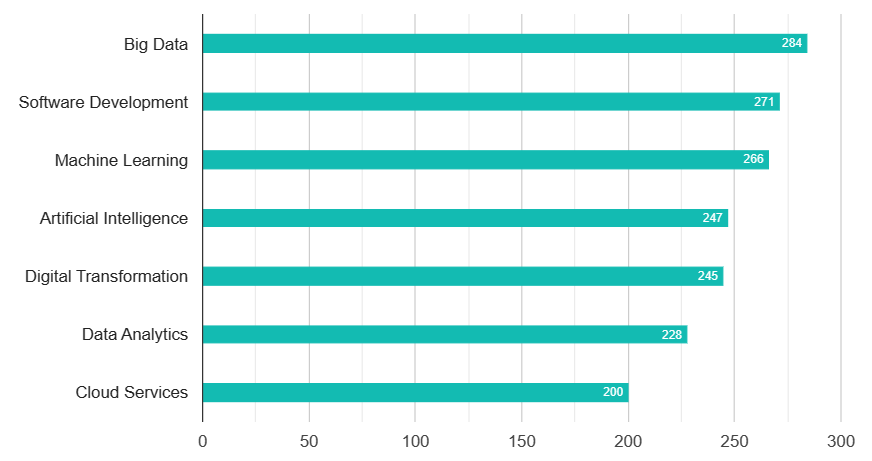 Big Data 284
Software Development 271
Machine Learning 266
Artificial Intelligence 247
Digital Transformation 245
Data Analytics 228
Cloud Services 200
0 50 100 150 200 250 300